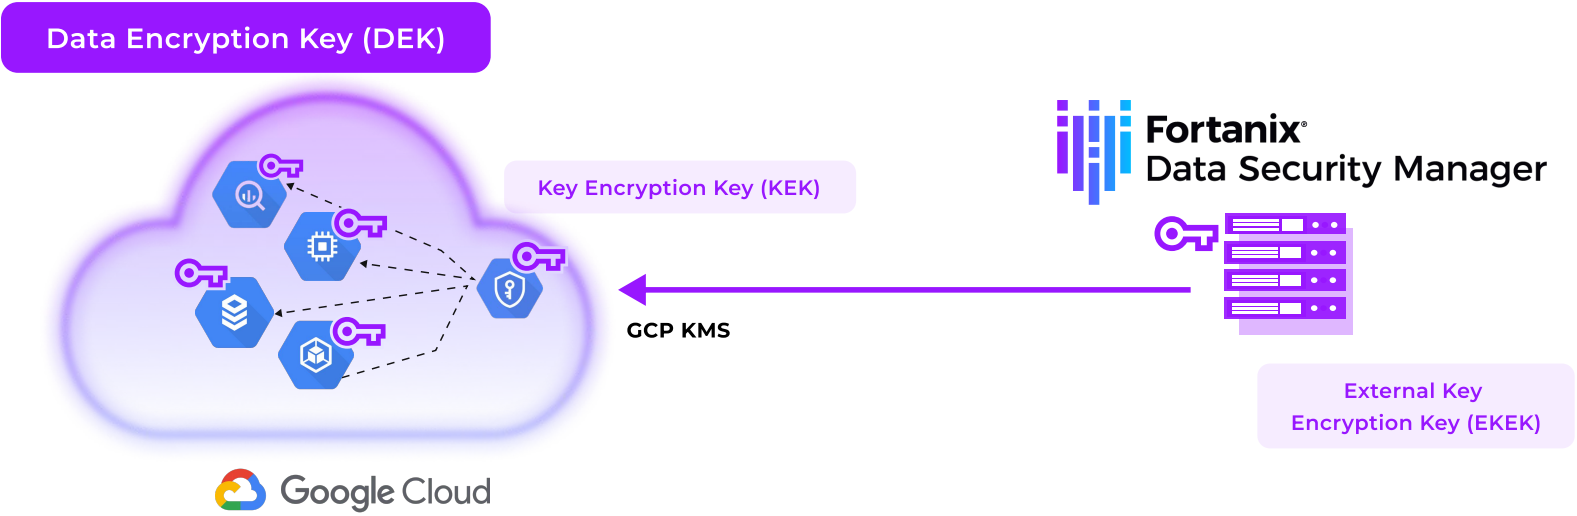 Data Encryption Key (DEK)
Fortanix®
Data Security Manager
Key Encryption Key (KEK)
GCP KMS
External Key
Encryption Key (EKEK)
Google Cloud